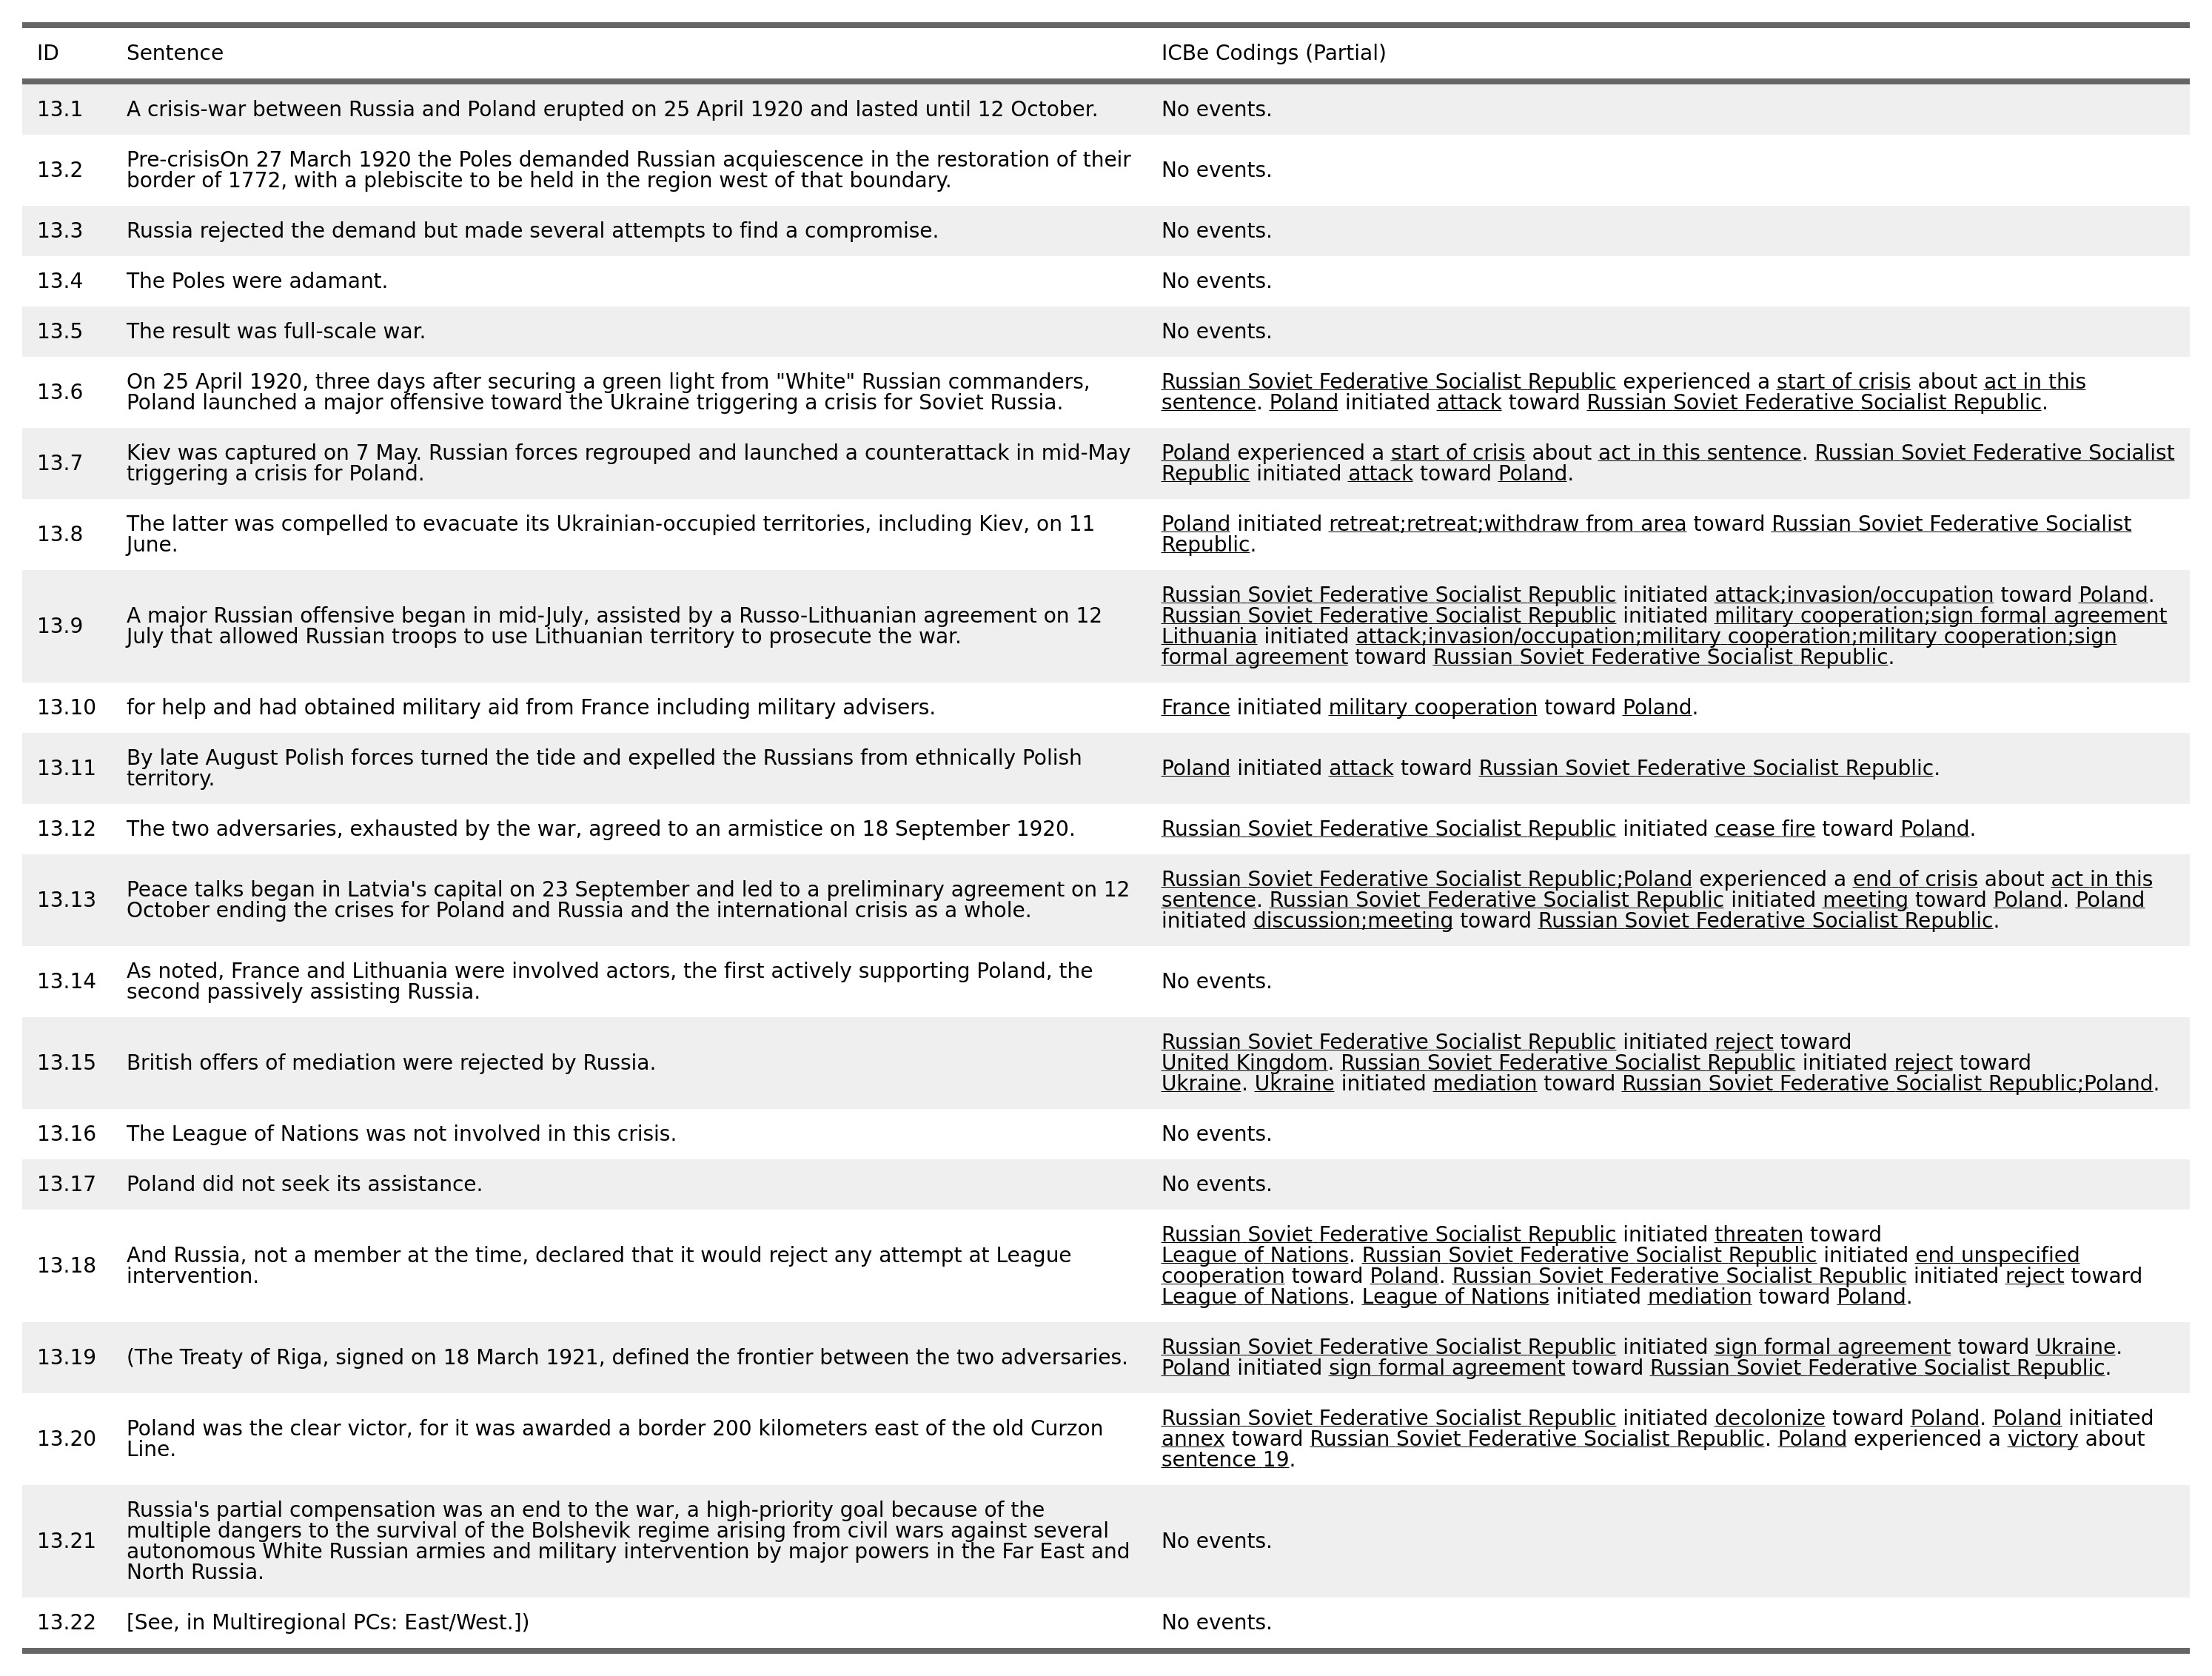 ID Sentence ICBe Codings (Partial)
13.1 A crisis-war between Russia and Poland erupted on 25 April 1920 and lasted until 12 October. No events.
13.2 Pre-crisisOn 27 March 1920 the Poles demanded Russian acquiescence in the restoration of their
border of 1772, with a plebiscite to be held in the region west of that boundary. No events.
13.3 Russia rejected the demand but made several attempts to find a compromise. No events.
13.4 The Poles were adamant. No events.
13.5 The result was full-scale war. No events.
13.6 On 25 April 1920, three days after securing a green light from "White" Russian commanders,
Poland launched a major offensive toward the Ukraine triggering a crisis for Soviet Russia.
Russian Soviet Federative Socialist Republic experienced a start of crisis about act in this
sentence. Poland initiated attack toward Russian Soviet Federative Socialist Republic.
13.7 Kiev was captured on 7 May. Russian forces regrouped and launched a counterattack in mid-May
triggering a crisis for Poland.
Poland experienced a start of crisis about act in this sentence. Russian Soviet Federative Socialist
Republic initiated attack toward Poland.
13.8 The latter was compelled to evacuate its Ukrainian-occupied territories, including Kiev, on 11
June.
Poland initiated retreat;retreat;withdraw from area toward Russian Soviet Federative Socialist
Republic.
13.9 A major Russian offensive began in mid-July, assisted by a Russo-Lithuanian agreement on 12
July that allowed Russian troops to use Lithuanian territory to prosecute the war.
Russian Soviet Federative Socialist Republic initiated attack;invasion/occupation toward Poland.
Russian Soviet Federative Socialist Republic initiated military cooperation;sign formal agreement
Lithuania initiated attack;invasion/occupation;military cooperation;military cooperation;sign
formal agreement toward Russian Soviet Federative Socialist Republic.
13.10 for help and had obtained military aid from France including military advisers. France initiated military cooperation toward Poland.
13.11 By late August Polish forces turned the tide and expelled the Russians from ethnically Polish
territory.
Poland initiated attack toward Russian Soviet Federative Socialist Republic.
13.12 The two adversaries, exhausted by the war, agreed to an armistice on 18 September 1920. Russian Soviet Federative Socialist Republic initiated cease fire toward Poland.
13.13 Peace talks began in Latvia's capital on 23 September and led to a preliminary agreement on 12
October ending the crises for Poland and Russia and the international crisis as a whole.
Russian Soviet Federative Socialist Republic;Poland experienced a end of crisis about act in this
sentence. Russian Soviet Federative Socialist Republic initiated meeting toward Poland. Poland
initiated discussion;meeting toward Russian Soviet Federative Socialist Republic.
13.14 As noted, France and Lithuania were involved actors, the first actively supporting Poland, the
second passively assisting Russia.
No events.
13.15 British offers of mediation were rejected by Russia.
Russian Soviet Federative Socialist Republic initiated reject toward
United Kingdom. Russian Soviet Federative Socialist Republic initiated reject toward
Ukraine. Ukraine initiated mediation toward Russian Soviet Federative Socialist Republic;Poland.
13.16 The League of Nations was not involved in this crisis. No events.
13.17 Poland did not seek its assistance. No events.
13.18 And Russia, not a member at the time, declared that it would reject any attempt at League
intervention.
Russian Soviet Federative Socialist Republic initiated threaten toward
League of Nations. Russian Soviet Federative Socialist Republic initiated end unspecified
cooperation toward Poland. Russian Soviet Federative Socialist Republic initiated reject toward
League of Nations. League of Nations initiated mediation toward Poland.
13.19 (The Treaty of Riga, signed on 18 March 1921, defined the frontier between the two adversaries.
Russian Soviet Federative Socialist Republic initiated sign formal agreement toward Ukraine.
Poland initiated sign formal agreement toward Russian Soviet Federative Socialist Republic.
13.20 Poland was the clear victor, for it was awarded a border 200 kilometers east of the old Curzon
Line.
Russian Soviet Federative Socialist Republic initiated decolonize toward Poland. Poland initiated
annex toward Russian Soviet Federative Socialist Republic. Poland experienced a victory about
sentence 19.
13.21 Russia's partial compensation was an end to the war, a high-priority goal because of the
multiple dangers to the survival of the Bolshevik regime arising from civil wars against several
autonomous White Russian armies and military intervention by major powers in the Far East and
North Russia.
No events.
13.22 [See, in Multiregional PCs: East/West.]) No events.